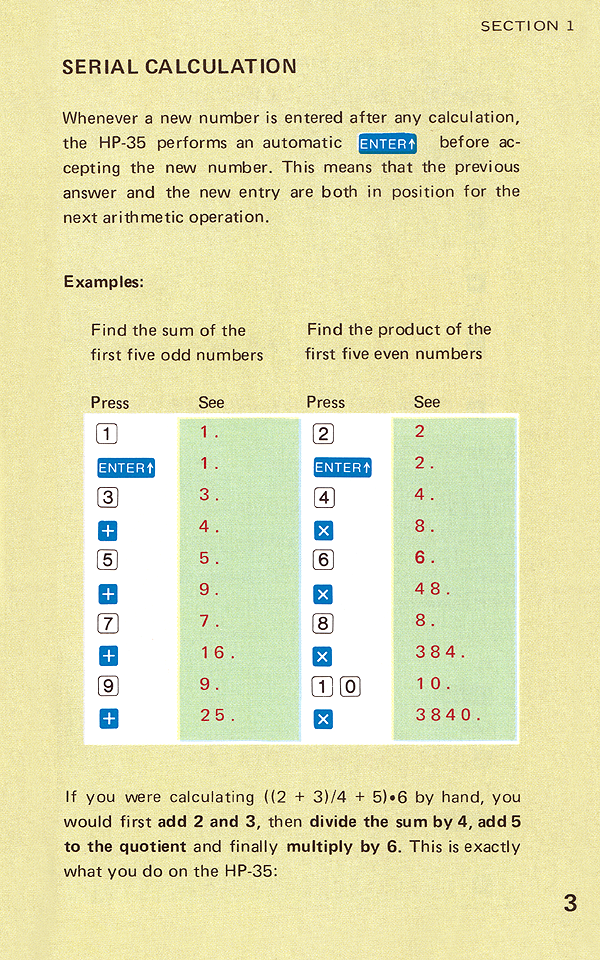 SECTION 1
SERIAL CALCULATION
Whenever a new number is entered after any calculation,
the HP-35 performs an automatic ENTER↑ before ac-
cepting the new number. This means that the previous
answer and the new entry are both in position for the
next arithmetic operation.
Examples:
Find the sum of the Find the product of the
first five odd numbers first five even numbers
Press See Press See
1 1. 2 2
ENTER↑ 1. ENTER↑ 2.
3 3. 4 4.
+ 4. × 8.
5 5. 6 6.
+ 9. × 48.
7 7. 8 8.
+ 16. × 384.
9 9. 1 0 10.
+ 25. × 3840.
If you were calculating ((2 + 3)/4 + 5)•6 by hand, you
would first add 2 and 3, then divide the sum by 4, add 5
to the quotient and finally multiply by 6. This is exactly
what you do on the HP-35:
3